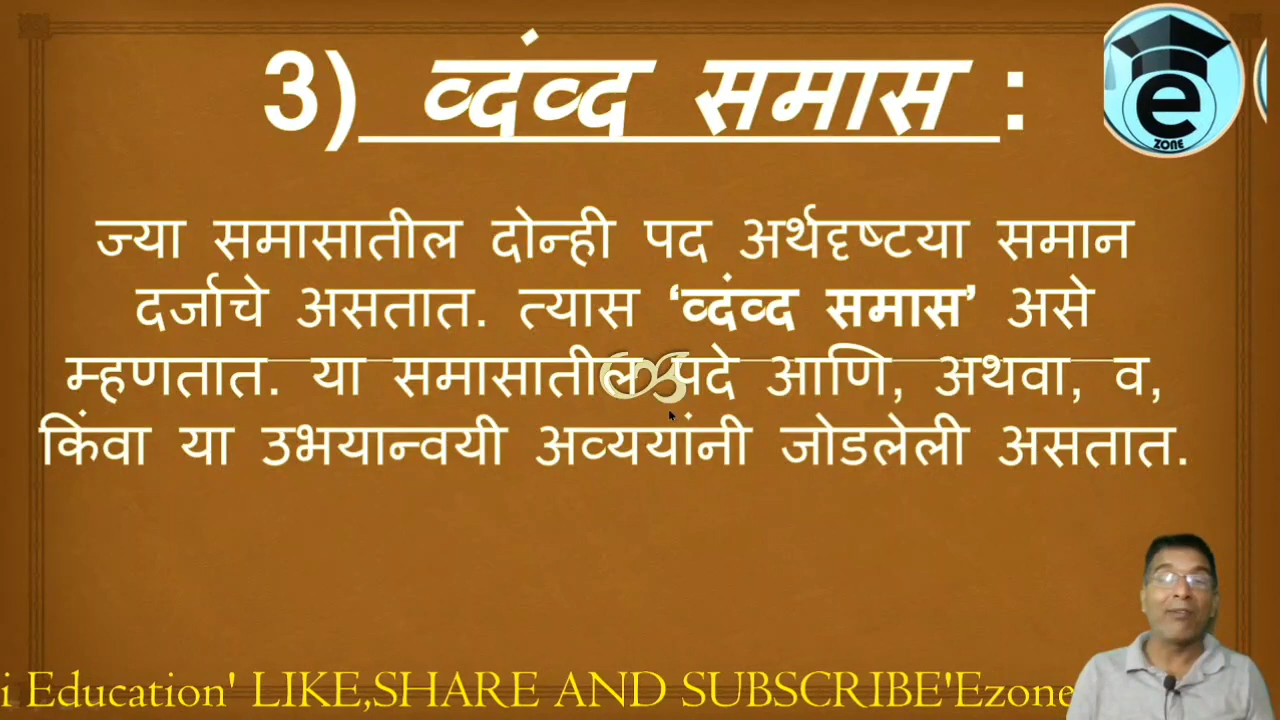 3) व्दंव्द समास :
e
ZONE
ज्या समासातील दोन्ही पद अर्थदृष्टया समान
दर्जाचे असतात. त्यास ‘व्दंव्द समास’ असे
म्हणतात. या समासातील पदे आणि, अथवा, व,
किंवा या उभयान्वयी अव्ययांनी जोडलेली असतात.
i Education' LIKE,SHARE AND SUBSCRIBE'Ezone